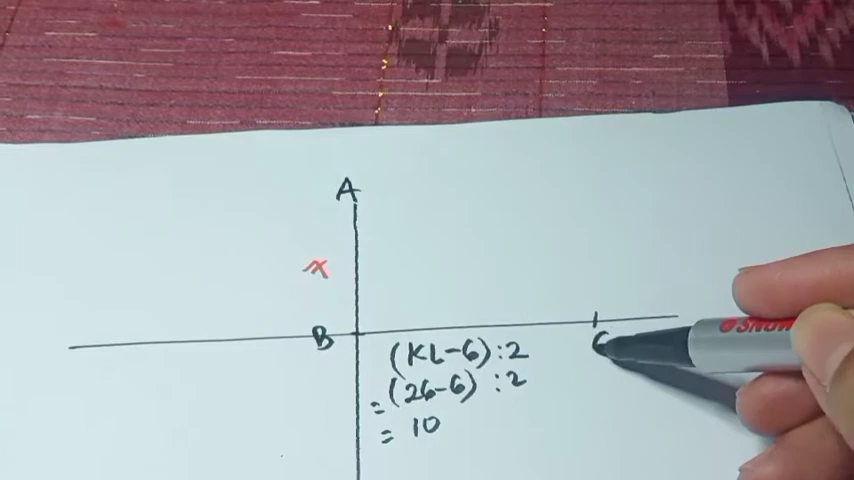 A
x
B
C
(KL-6):2
=(26-6):2
= 10
SNOW